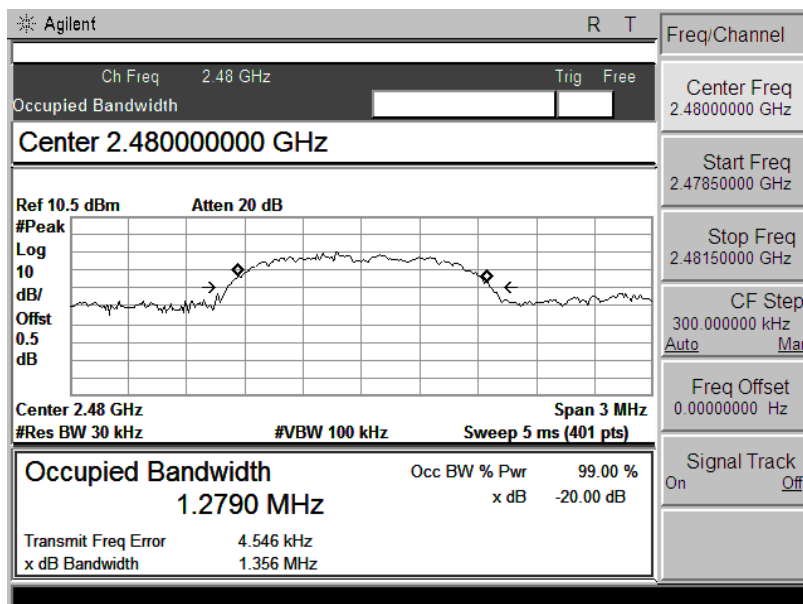 Agilent R T
Ch Freq 2.48 GHz Trig Free
Occupied Bandwidth
Center 2.480000000 GHz
Ref 10.5 dBm Atten 20 dB
#Peak
Log
10
dB/
Offst
0.5
dB
Center 2.48 GHz Span 3 MHz
#Res BW 30 kHz #VBW 100 kHz Sweep 5 ms (401 pts)
Occupied Bandwidth
1.2790 MHz
Occ BW % Pwr 99.00 %
x dB -20.00 dB
Transmit Freq Error 4.546 kHz
x dB Bandwidth 1.356 MHz
Freq/Channel
Center Freq
2.48000000 GHz
Start Freq
2.47850000 GHz
Stop Freq
2.48150000 GHz
CF Step
300.000000 kHz
Auto Man
Freq Offset
0.00000000 Hz
Signal Track
On Off